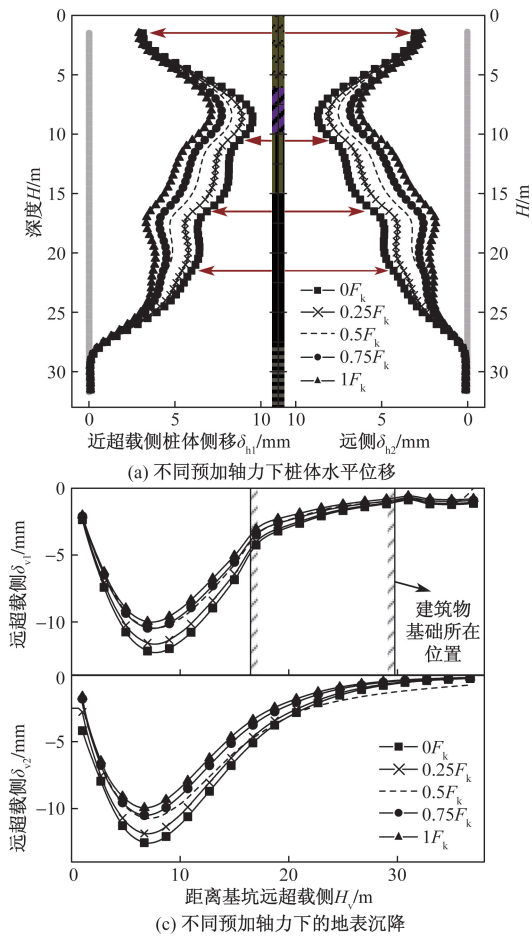 0
5
10
15
20
25
30
深度H/m
0
5
10
15
20
25
30
H/m
0F_k
0.25F_k
0.5F_k
0.75F_k
1F_k
0 5 10 10 5 0
近超载侧桩体侧移δ_h1/mm 远侧δ_h2/mm
(a) 不同预加轴力下桩体水平位移
0
−5
−10
远超载侧δ_v1/mm
建筑物
基础所在
位置
0
−5
−10
远超载侧δ_v2/mm
0F_k
0.25F_k
0.5F_k
0.75F_k
1F_k
0 10 20 30
距离基坑远超载侧H_v/m
(c) 不同预加轴力下的地表沉降